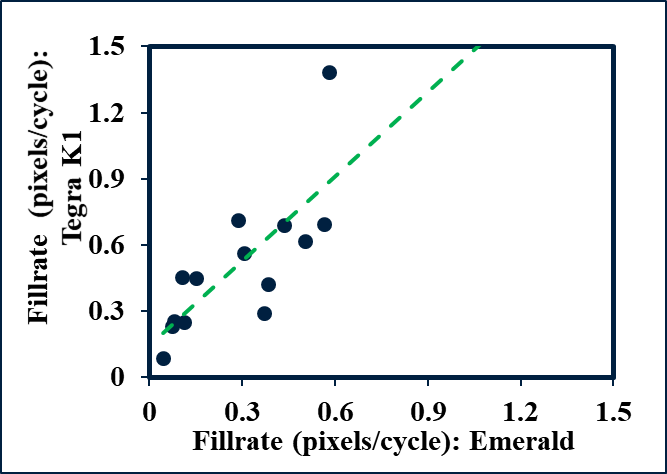 Fillrate (pixels/cycle):
Tegra K1
1.5
1.2
0.9
0.6
0.3
0
0 0.3 0.6 0.9 1.2 1.5
Fillrate (pixels/cycle): Emerald